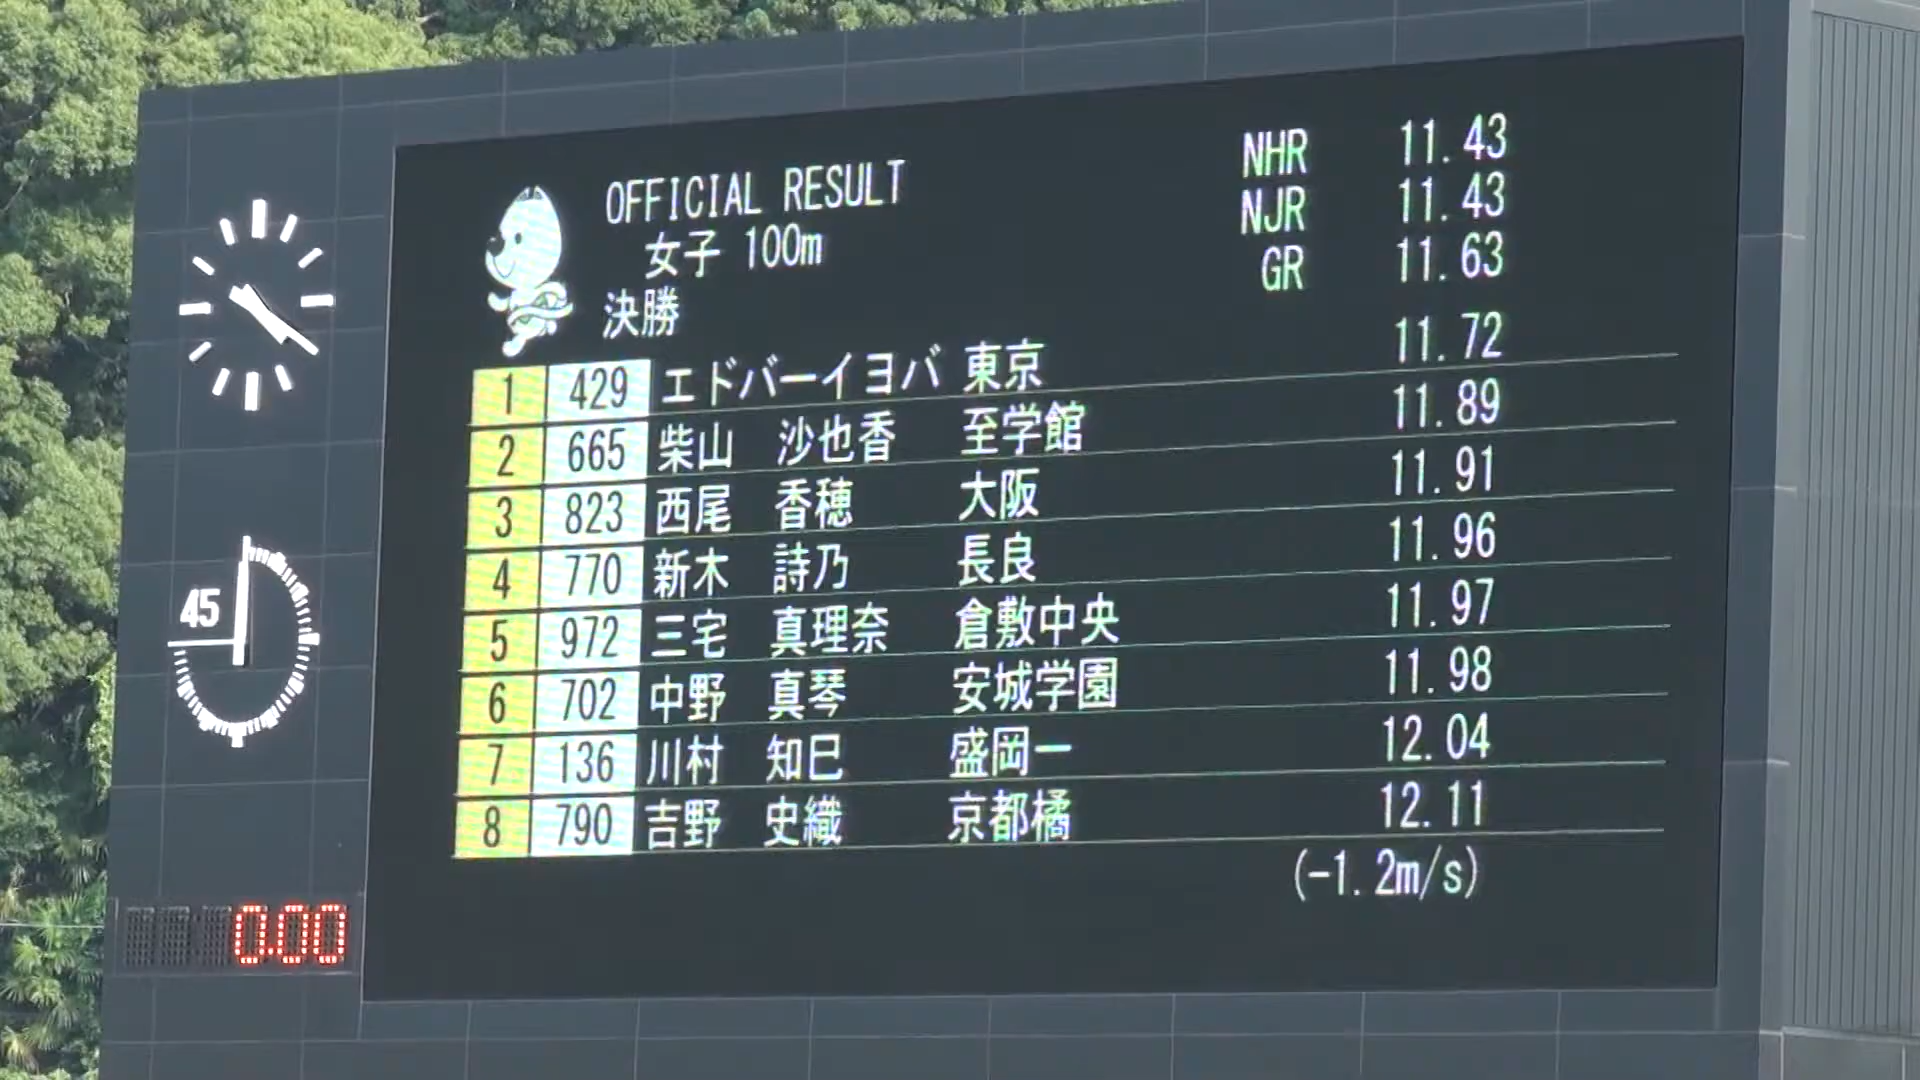 OFFICIAL RESULT
女子 100m
決勝
NHR 11.43
NJR 11.43
GR 11.63
1 429 エドバーイヨバ 東京 11.72
2 665 柴山 沙也香 至学館 11.89
3 823 西尾 香穂 大阪 11.91
4 770 新木 詩乃 長良 11.96
5 972 三宅 真理奈 倉敷中央 11.97
6 702 中野 真琴 安城学園 11.98
7 136 川村 知巳 盛岡一 12.04
8 790 吉野 史織 京都橘 12.11
(-1.2m/s)
45
0.00